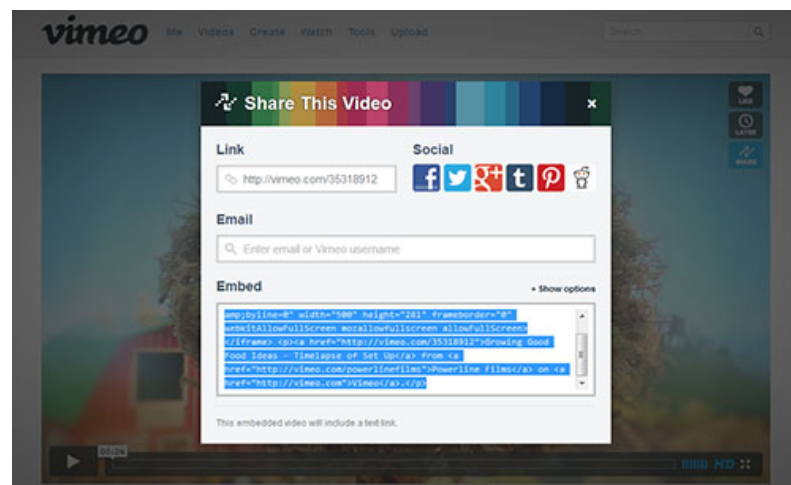 vimeo Me Videos Create Watch Tools Upload Search
LIKE
LATER
SHARE
Share This Video ×
Link Social
http://vimeo.com/35318912
Email
Enter email or Vimeo username
Embed + Show options
amp;byline=0" width="500" height="281" frameborder="0"
webkitAllowFullScreen mozallowfullscreen allowFullScreen>
</iframe> <p><a href="http://vimeo.com/35318912">Growing Good
Food Ideas - Timelapse of Set Up</a> from <a
href="http://vimeo.com/powerlinefilms">Powerline Films</a> on <a
href="http://vimeo.com">Vimeo</a>.</p>
This embedded video will include a text link.
00:26
HD